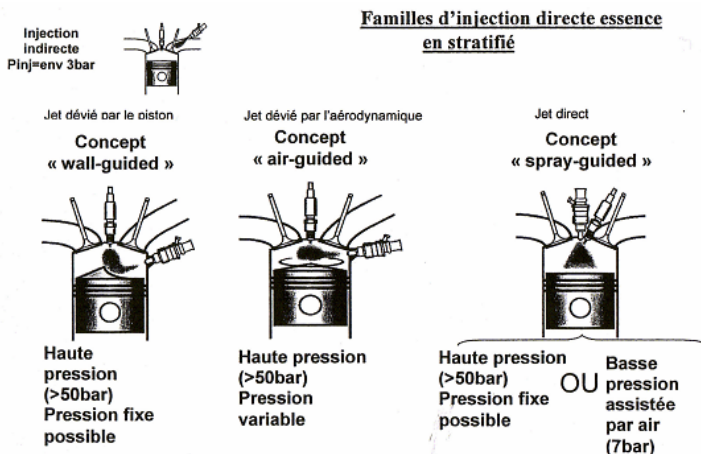 Familles d'injection directe essence
en stratifié
Injection
indirecte
Pinj=env 3bar
Jet dévié par le piston
Concept
« wall-guided »
Haute
pression
(>50bar)
Pression fixe
possible
Jet dévié par l'aérodynamique
Concept
« air-guided »
Haute pression
(>50bar)
Pression
variable
Jet direct
Concept
« spray-guided »
Haute pression
(>50bar)
Pression fixe
possible
OU
Basse
pression
assistée
par air
(7bar)